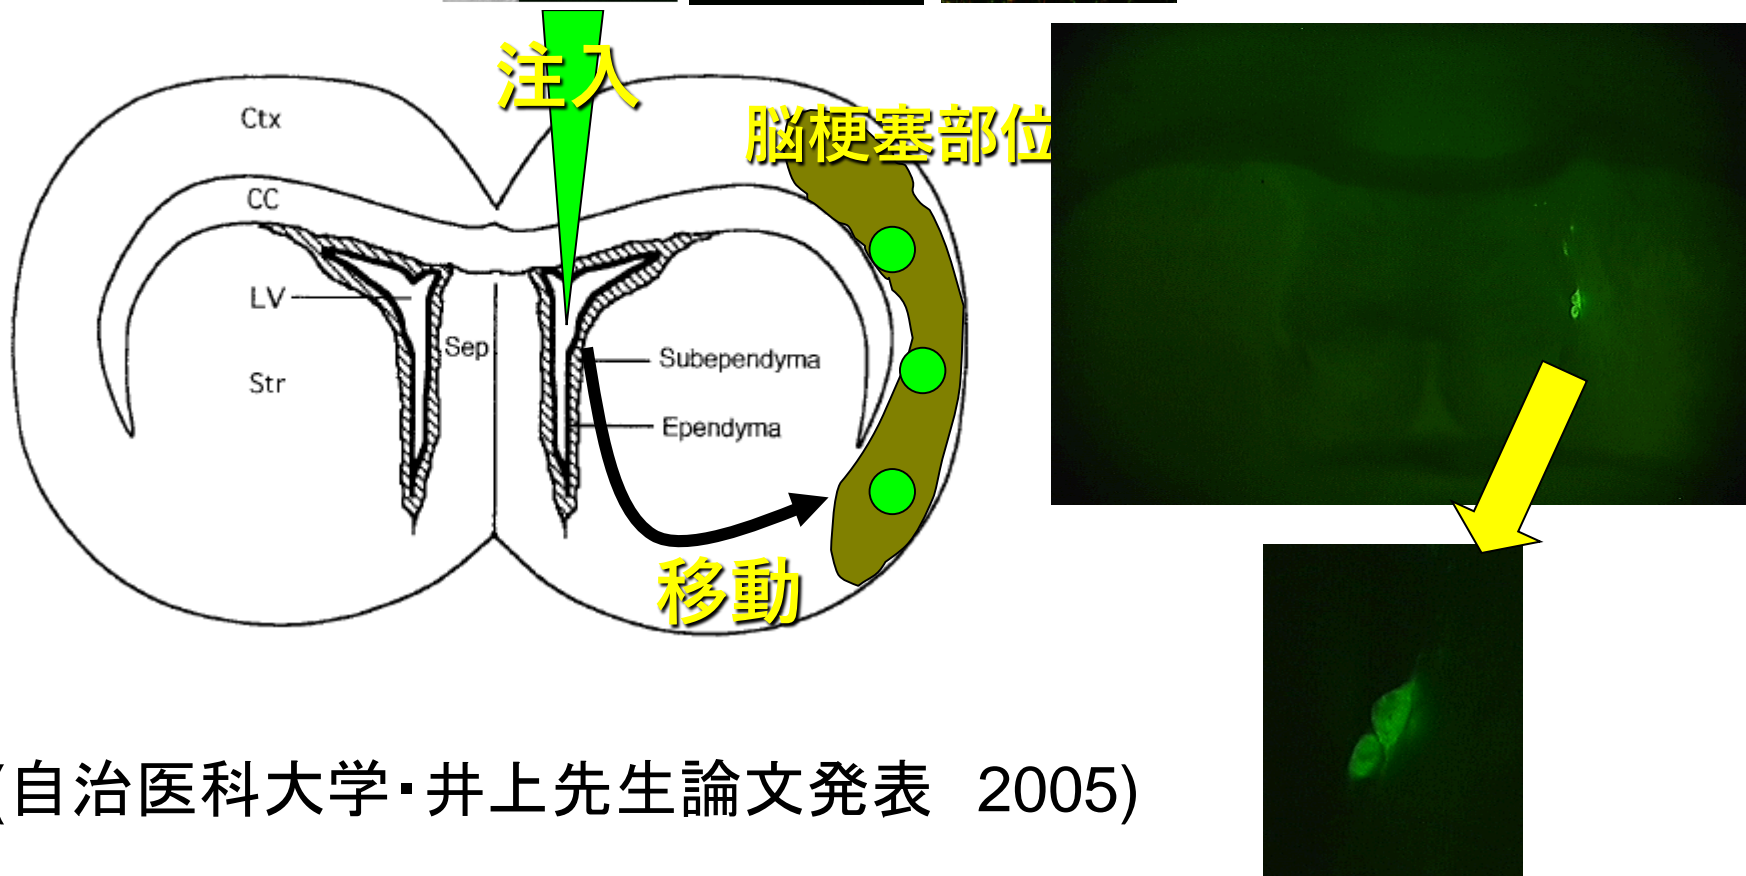 注入
脳梗塞部位
Ctx
CC
LV
Sep
Str
Subependyma
Ependyma
移動
(自治医科大学・井上先生論文発表　2005)